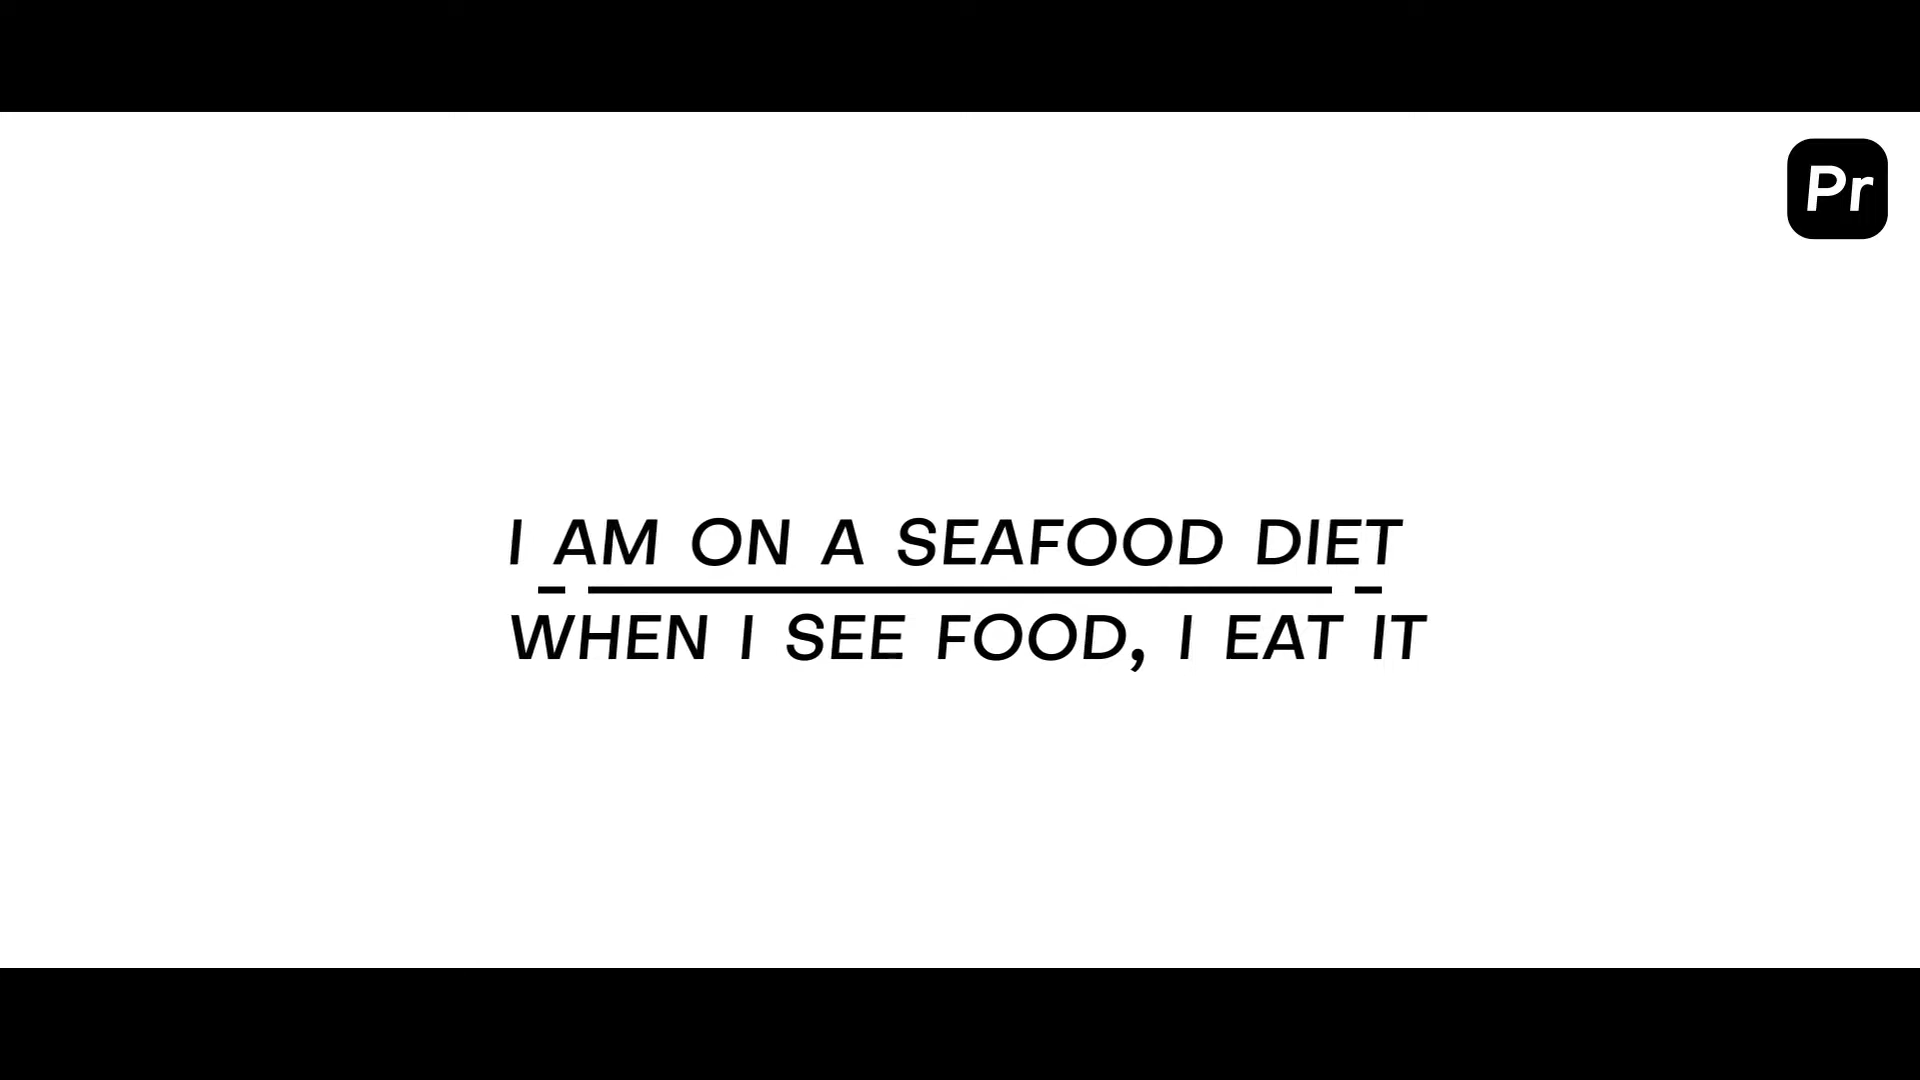 Pr
I AM ON A SEAFOOD DIET
WHEN I SEE FOOD, I EAT IT